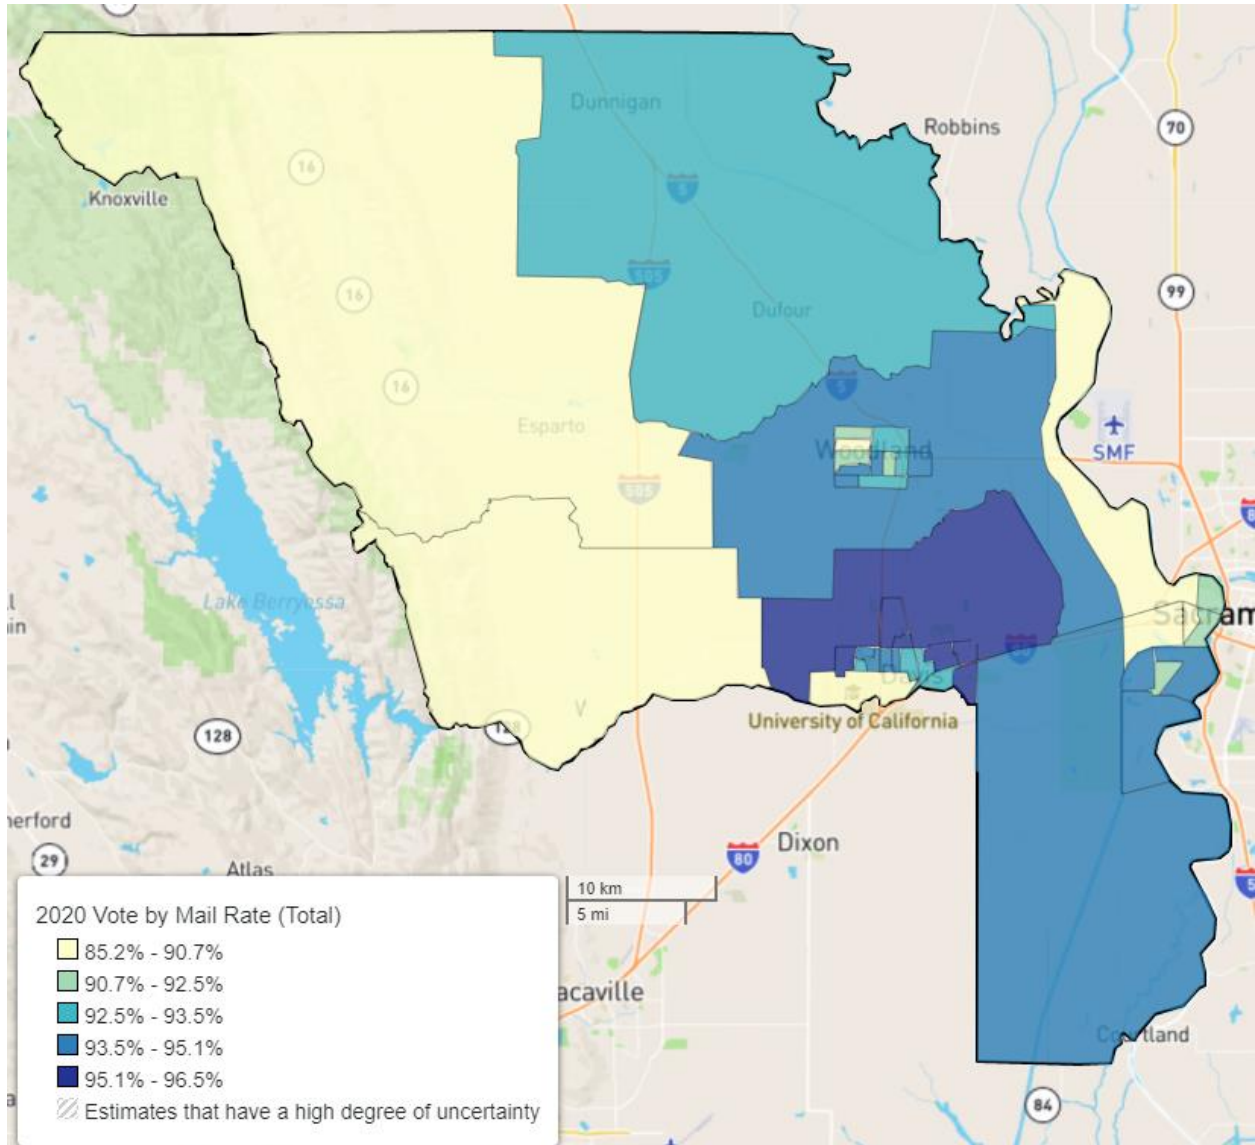 Dunnigan
Robbins
70
16
5
Knoxville
505
99
16
Dufour
16
5
Esparto
SMF
Woodland
505
Lake Berryessa
Sacram
Davis
V
University of California
128
128
Dixon
80
29
Atlas
10 km
5 mi
5
2020 Vote by Mail Rate (Total)
85.2% - 90.7%
90.7% - 92.5%
92.5% - 93.5%
93.5% - 95.1%
95.1% - 96.5%
Estimates that have a high degree of uncertainty
acaville
84